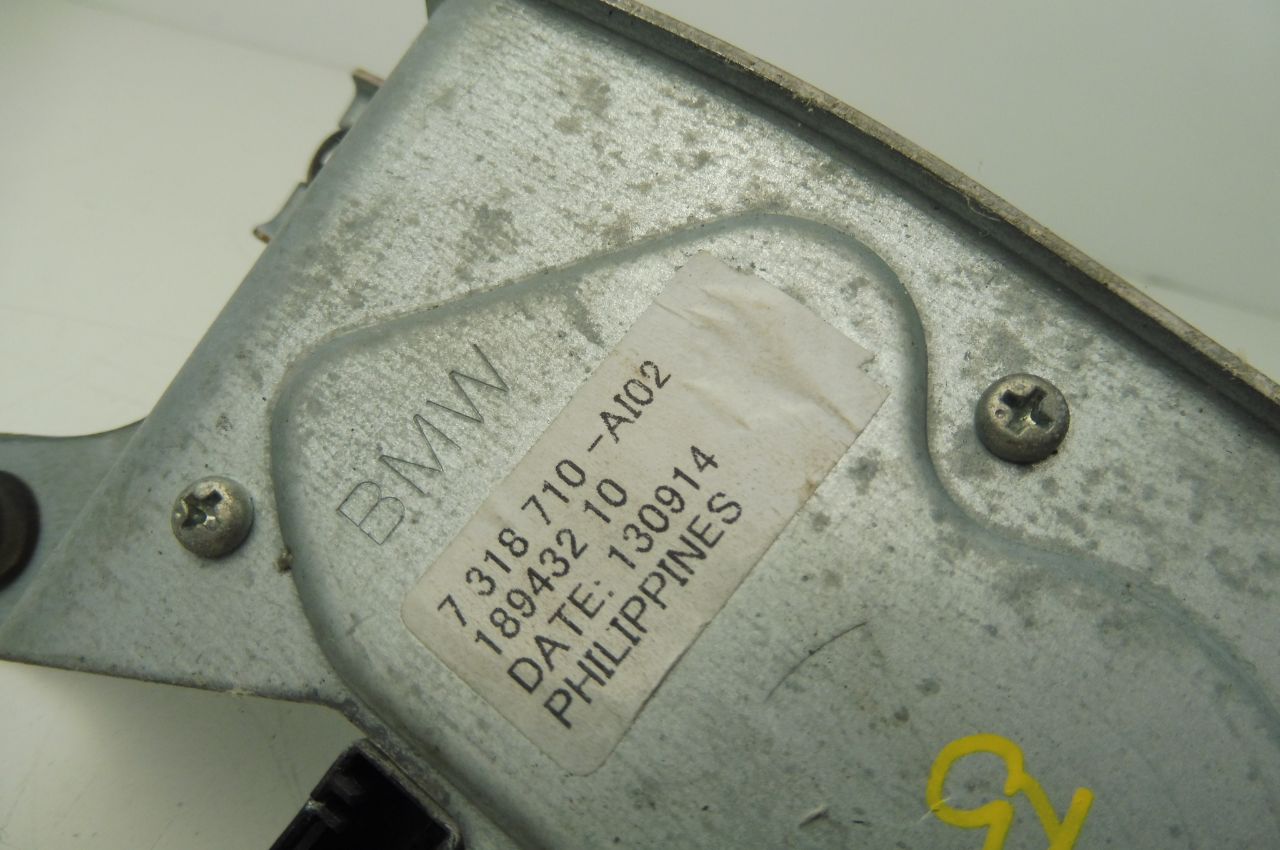 BMW
7 318 710 -AI02
189432 10
DATE: 130914
PHILIPPINES